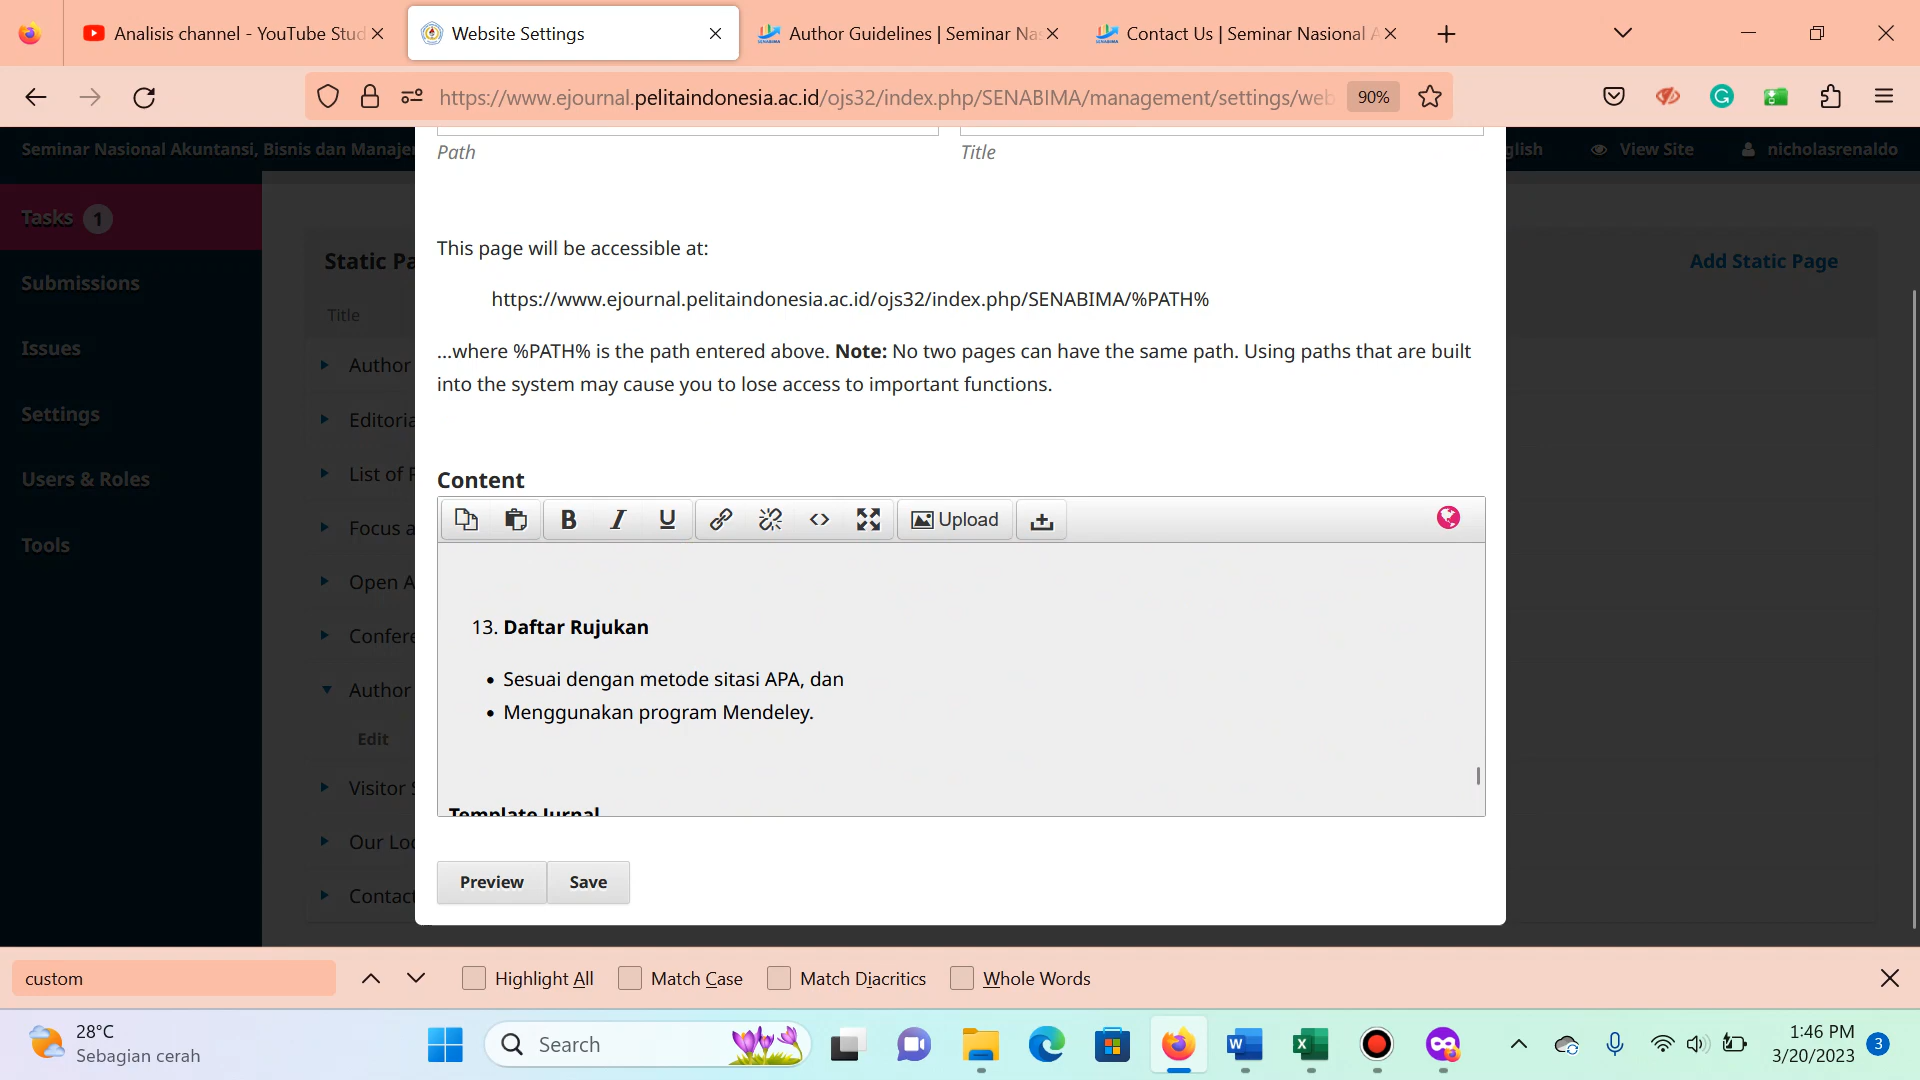 Analisis channel - YouTube Stud
Website Settings
Author Guidelines | Seminar Nas
Contact Us | Seminar Nasional A
https://www.ejournal.pelitaindonesia.ac.id/ojs32/index.php/SENABIMA/management/settings/web
90%
Seminar Nasional Akuntansi, Bisnis dan Manajer
glish
View Site
nicholasrenaldo
Path
Title
Tasks 1
Submissions
Issues
Settings
Users & Roles
Tools
Static Pa
Add Static Page
Title
Author
Editoria
List of R
Focus a
Open A
Confere
Author
Edit
Visitor S
Our Loc
Contact
This page will be accessible at:
https://www.ejournal.pelitaindonesia.ac.id/ojs32/index.php/SENABIMA/%PATH%
...where %PATH% is the path entered above. Note: No two pages can have the same path. Using paths that are built
into the system may cause you to lose access to important functions.
Content
B I U Upload
13. Daftar Rujukan
• Sesuai dengan metode sitasi APA, dan
• Menggunakan program Mendeley.
Template Jurnal
Preview Save
custom
Highlight All
Match Case
Match Diacritics
Whole Words
28°C
Sebagian cerah
Search
1:46 PM
3/20/2023
3